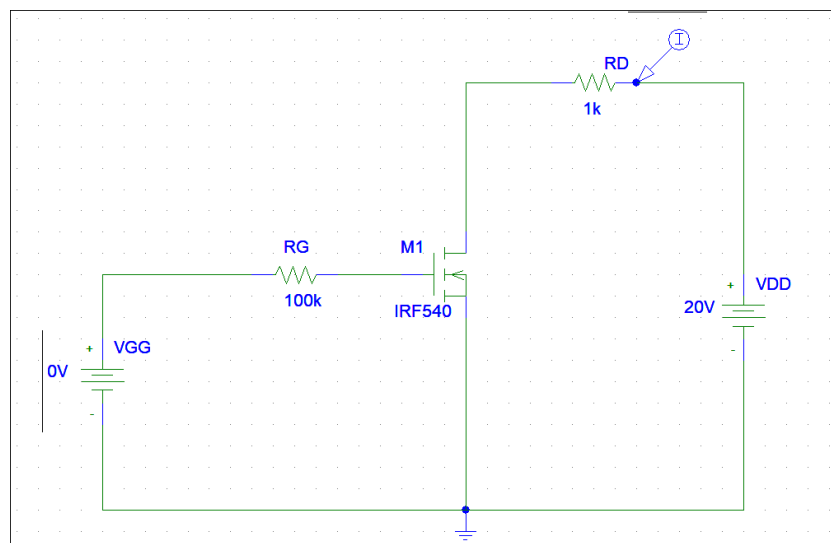 I
RD
1k
RG
M1
100k
IRF540
+
VDD
20V
-
+
VGG
0V
-